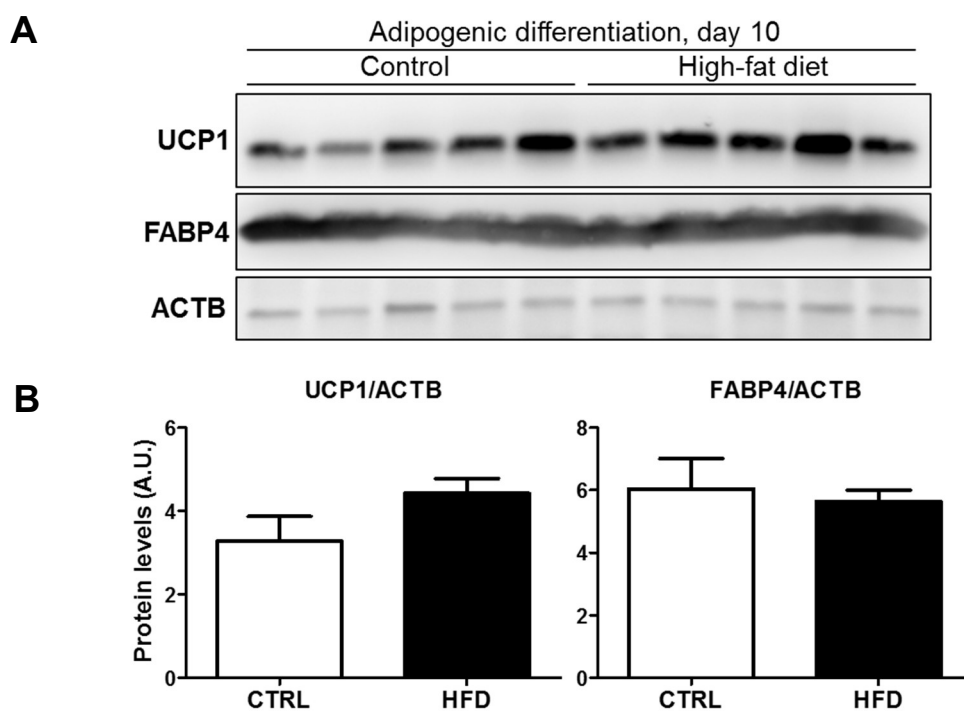 A
Adipogenic differentiation, day 10
Control High-fat diet
UCP1
FABP4
ACTB
B
UCP1/ACTB FABP4/ACTB
Protein levels (A.U.)
6
4
2
0
CTRL HFD
8
6
4
2
0
CTRL HFD